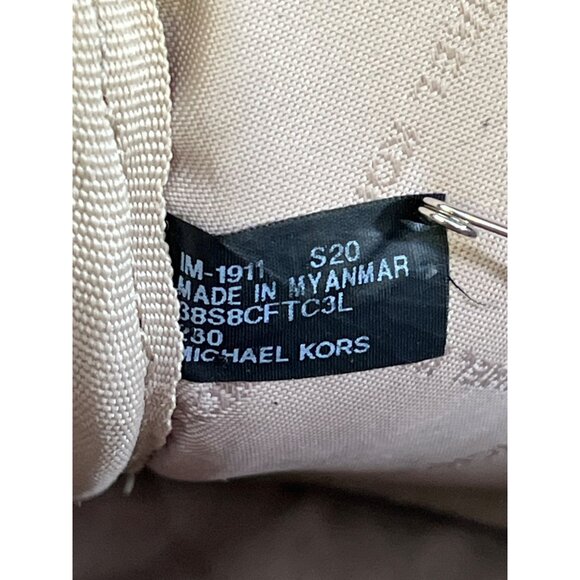 IM-1911 S20
MADE IN MYANMAR
38S8CFTC3L
230
MICHAEL KORS